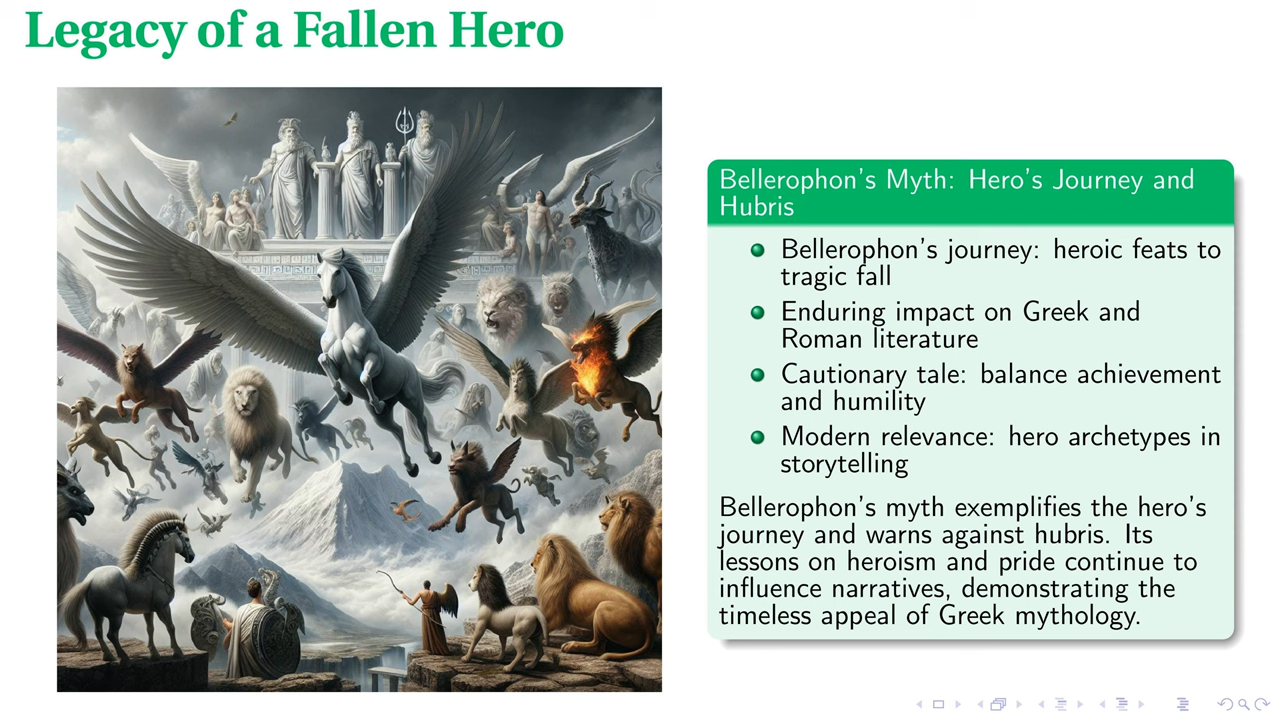 Legacy of a Fallen Hero
Bellerophon's Myth: Hero's Journey and
Hubris
Bellerophon's journey: heroic feats to
tragic fall
Enduring impact on Greek and
Roman literature
Cautionary tale: balance achievement
and humility
Modern relevance: hero archetypes in
storytelling
Bellerophon's myth exemplifies the hero's
journey and warns against hubris. Its
lessons on heroism and pride continue to
influence narratives, demonstrating the
timeless appeal of Greek mythology.